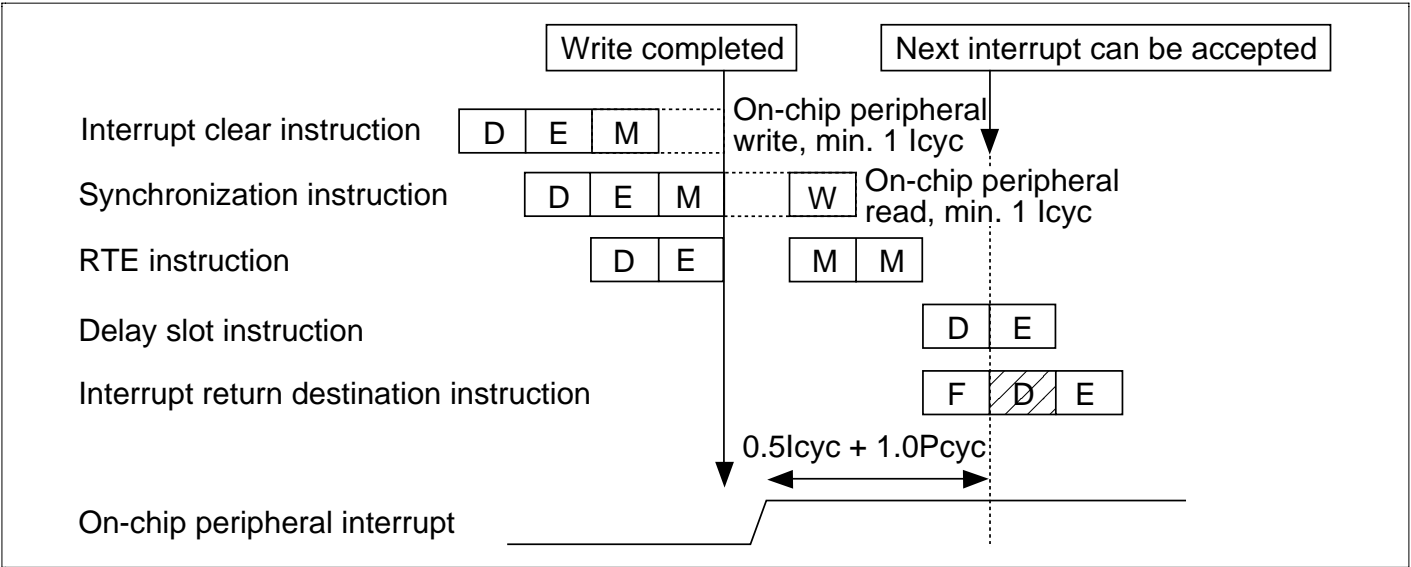 Write completed
Next interrupt can be accepted
Interrupt clear instruction
D E M
On-chip peripheral
write, min. 1 Icyc
Synchronization instruction
D E M W
On-chip peripheral
read, min. 1 Icyc
RTE instruction
D E M M
Delay slot instruction
D E
Interrupt return destination instruction
F D E
0.5Icyc + 1.0Pcyc
On-chip peripheral interrupt